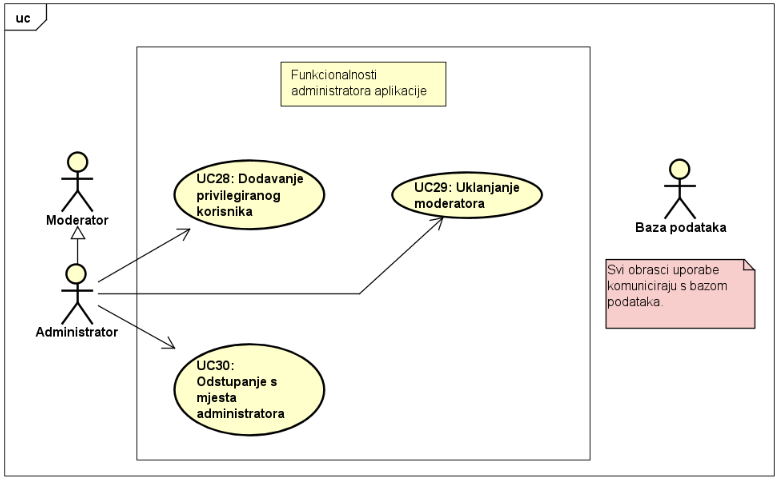 uc
Funkcionalnosti
administratora aplikacije
UC28: Dodavanje
privilegiranog
korisnika
UC29: Uklanjanje
moderatora
Moderator
Baza podataka
Svi obrasci uporabe
komuniciraju s bazom
podataka.
Administrator
UC30:
Odstupanje s
mjesta
administratora